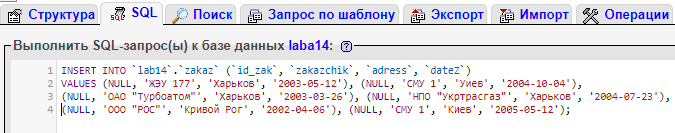 Структура SQL Поиск Запрос по шаблону Экспорт Импорт Операции
Выполнить SQL-запрос(ы) к базе данных laba14:
1 INSERT INTO `lab14`.`zakaz` (`id_zak`, `zakazchik`, `adress`, `dateZ`)
2 VALUES (NULL, 'ЖЭУ 177', 'Харьков', '2003-05-12'), (NULL, 'СМУ 1', 'Уиев', '2004-10-04'),
3 (NULL, 'ОАО "Турбоатом"', 'Харьков', '2003-03-26'), (NULL, 'НПО "Укртрасгаз"', 'Харьков', '2004-07-23'),
4 (NULL, 'ООО "РОС"', 'Кривой Рог', '2002-04-06'), (NULL, 'СМУ 1', 'Киев', '2005-05-12');